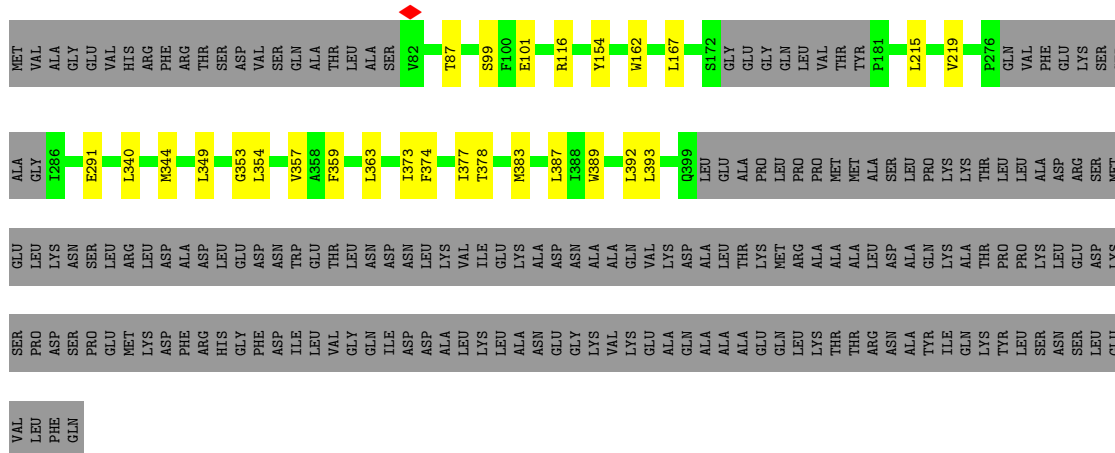 MET VAL ALA GLY GLU VAL HIS ARG PHE ARG THR SER ASP VAL SER GLN ALA THR LEU ALA SER V82 T87 S99 F100 E101 R116 Y154 W162 L167 S172 GLY GLU GLY GLN LEU VAL THR TYR P181 L215 V219 P276 GLN VAL PHE GLU LYS SER
ALA GLY I286 E291 L340 M344 L349 G353 L354 V357 A358 F359 L363 I373 F374 I377 T378 M383 L387 I388 W389 L392 L393 Q399 LEU GLU ALA PRO LEU PRO PRO MET MET ALA SER LEU PRO LYS LYS THR LEU LEU ALA ASP ARG SER MET
GLU LEU LYS ASN SER LEU ARG LEU ASP ALA ASP LEU GLU ASP ASN TRP GLU THR LEU ASN ASP ASN LEU LYS VAL ILE GLU LYS ALA ASP ASN ALA ALA GLN VAL LYS ASP ALA LEU THR LYS MET ARG ALA ALA ALA LEU ASP ALA GLN LYS ALA THR PRO PRO LYS LEU GLU ASP LYS
SER PRO ASP SER PRO GLU MET LYS ASP PHE ARG HIS GLY PHE ASP ILE LEU VAL GLY GLN ILE ASP ASP ALA LEU LYS LEU ALA ASN GLU GLY LYS VAL LYS GLU ALA GLN ALA ALA ALA GLU GLN LEU LYS THR THR ARG ASN ALA TYR ILE GLN LYS TYR LEU SER ASN SER LEU GLU
VAL LEU PHE GLN